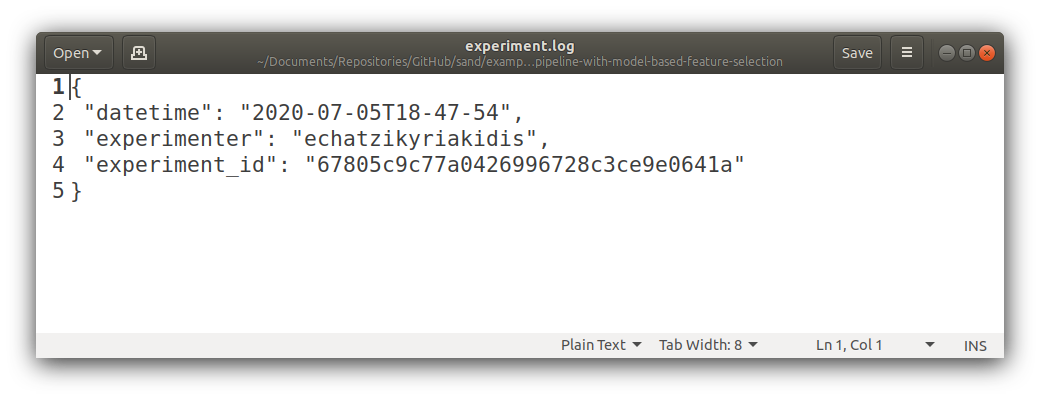 Open
experiment.log
~/Documents/Repositories/GitHub/sand/examp…pipeline-with-model-based-feature-selection
Save
1 {
2  "datetime": "2020-07-05T18-47-54",
3  "experimenter": "echatzikyriakidis",
4  "experiment_id": "67805c9c77a0426996728c3ce9e0641a"
5 }
Plain Text
Tab Width: 8
Ln 1, Col 1
INS